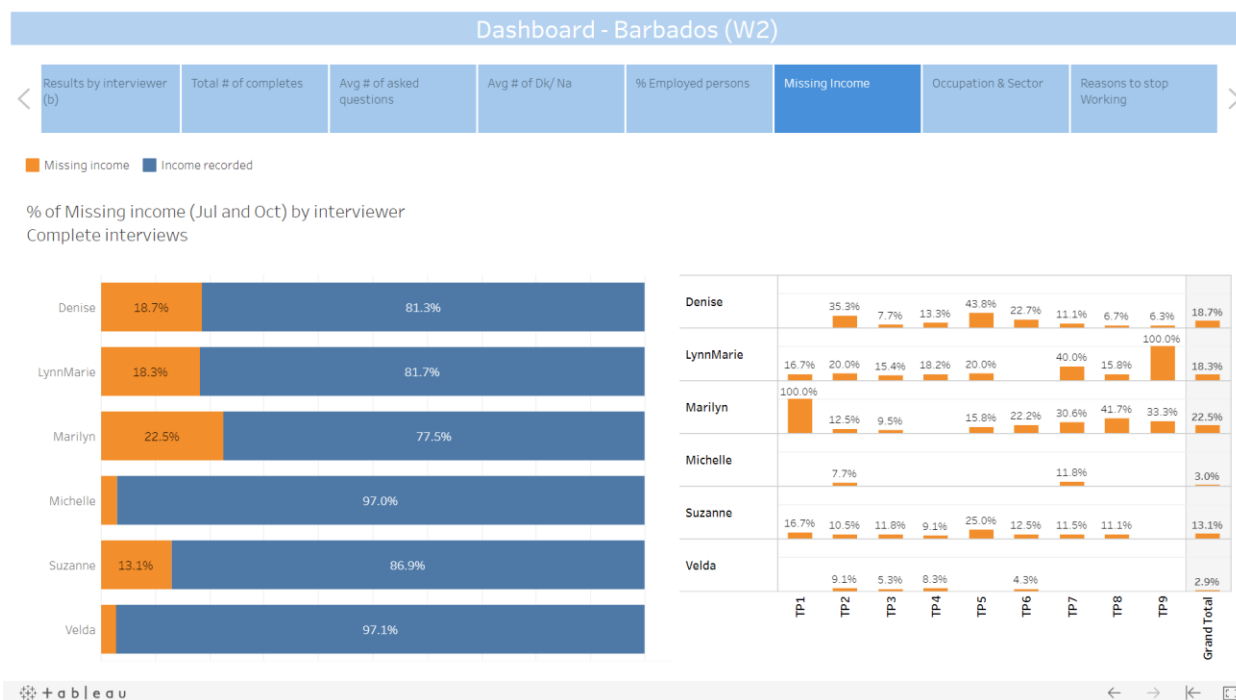 Dashboard - Barbados (W2)
Results by interviewer
(b)
Total # of completes
Avg # of asked
questions
Avg # of Dk/ Na
% Employed persons
Missing Income
Occupation & Sector
Reasons to stop
Working
Missing income Income recorded
% of Missing income (Jul and Oct) by interviewer
Complete interviews
Denise 18.7% 81.3%
LynnMarie 18.3% 81.7%
Marilyn 22.5% 77.5%
Michelle 97.0%
Suzanne 13.1% 86.9%
Velda 97.1%
Denise 35.3% 7.7% 13.3% 43.8% 22.7% 11.1% 6.7% 6.3% 18.7%
LynnMarie 16.7% 20.0% 15.4% 18.2% 20.0% 40.0% 15.8% 100.0% 18.3%
Marilyn 100.0% 12.5% 9.5% 15.8% 22.2% 30.6% 41.7% 33.3% 22.5%
Michelle 7.7% 11.8% 3.0%
Suzanne 16.7% 10.5% 11.8% 9.1% 25.0% 12.5% 11.5% 11.1% 13.1%
Velda 9.1% 5.3% 8.3% 4.3% 2.9%
TP1 TP2 TP3 TP4 TP5 TP6 TP7 TP8 TP9 Grand Total
+ableau